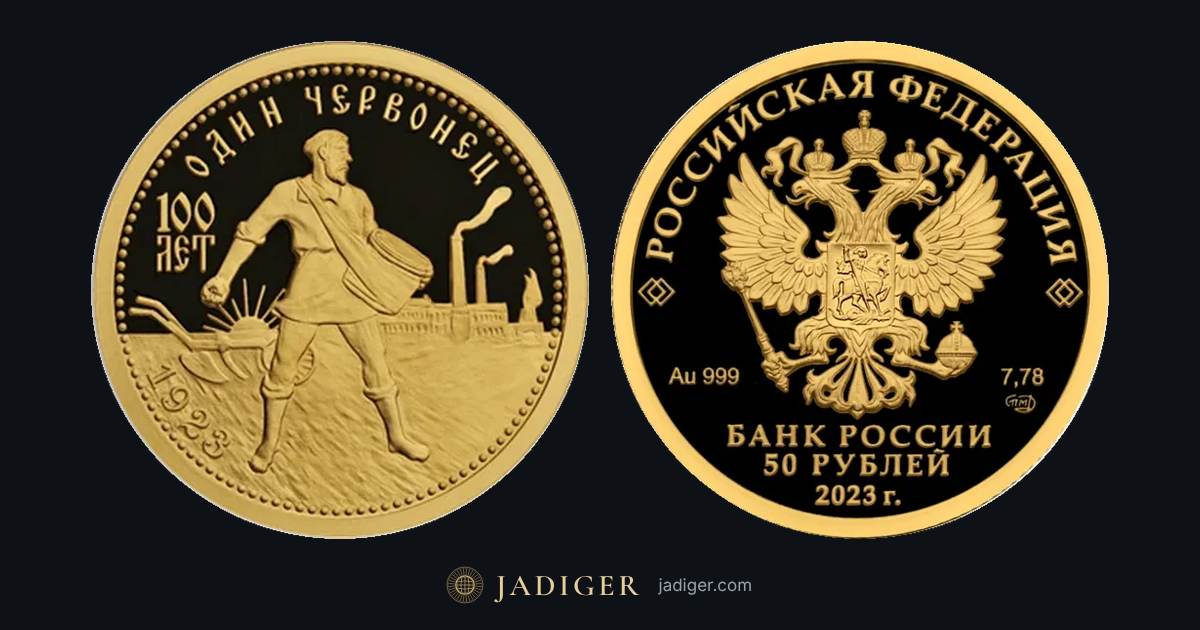 ОДИН ЧЕРВОНЕЦ
100
ЛЕТ
1923
РОССИЙСКАЯ ФЕДЕРАЦИЯ
Au 999
7,78
СПМД
БАНК РОССИИ
50 РУБЛЕЙ
2023 г.
JADIGER
jadiger.com